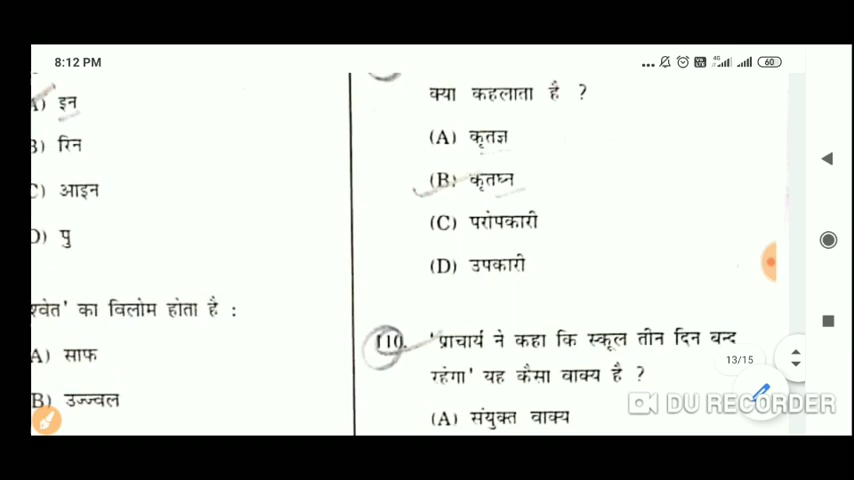 8:12 PM
60
A) इन
B) रिन
C) आइन
D) पु
श्वेत' का विलोम होता है :
A) साफ
B) उज्ज्वल
क्या कहलाता है ?
(A) कृतज्ञ
(B) कृतघ्न
(C) परोपकारी
(D) उपकारी
110. 'प्राचार्य ने कहा कि स्कूल तीन दिन बन्द
रहेगा' यह कैसा वाक्य है ?
(A) संयुक्त वाक्य
13/15
DU RECORDER